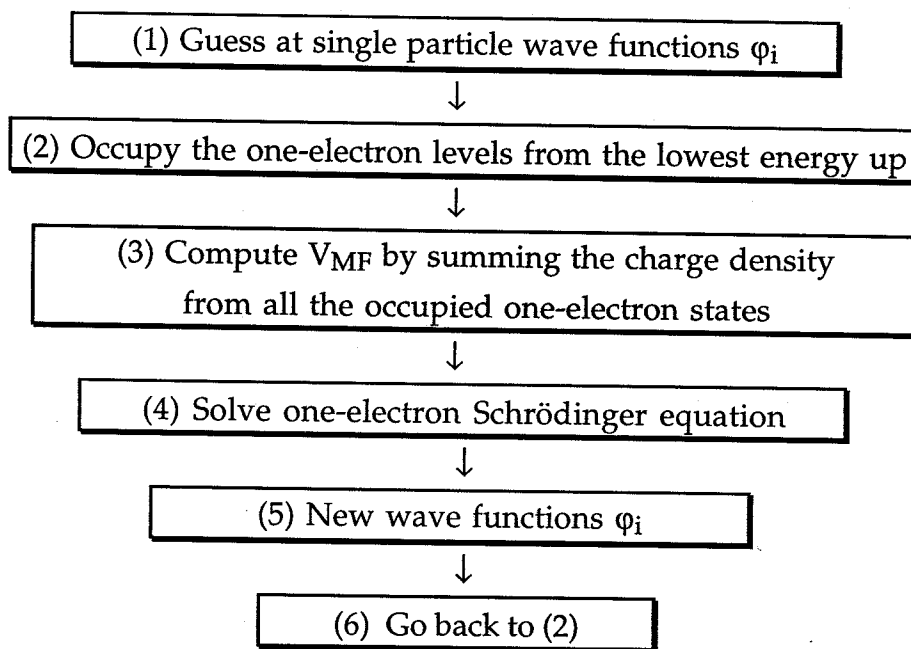 (1) Guess at single particle wave functions φi
↓
(2) Occupy the one-electron levels from the lowest energy up
↓
(3) Compute VMF by summing the charge density
from all the occupied one-electron states
↓
(4) Solve one-electron Schrödinger equation
↓
(5) New wave functions φi
↓
(6) Go back to (2)